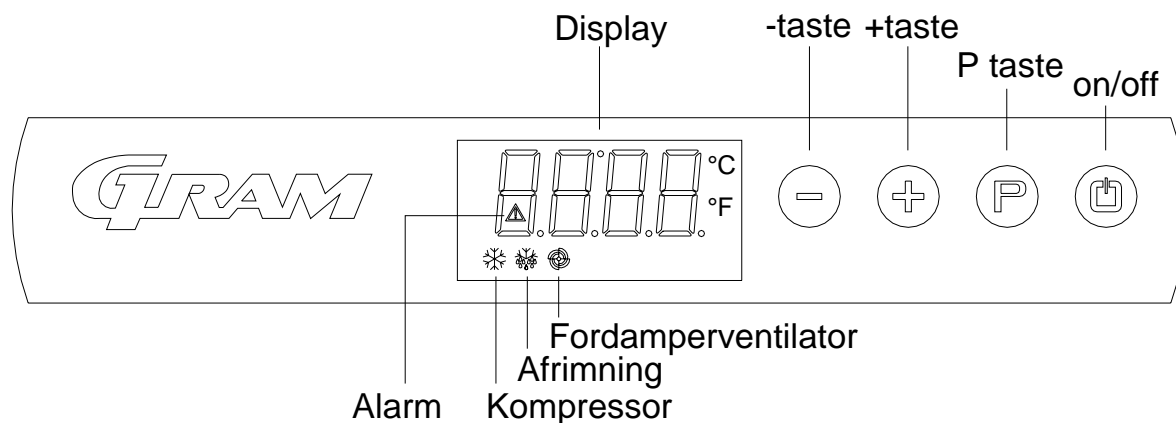 Display
-taste +taste
P taste
on/off
GRAM
°C
°F
P
Fordamperventilator
Afrimning
Alarm Kompressor